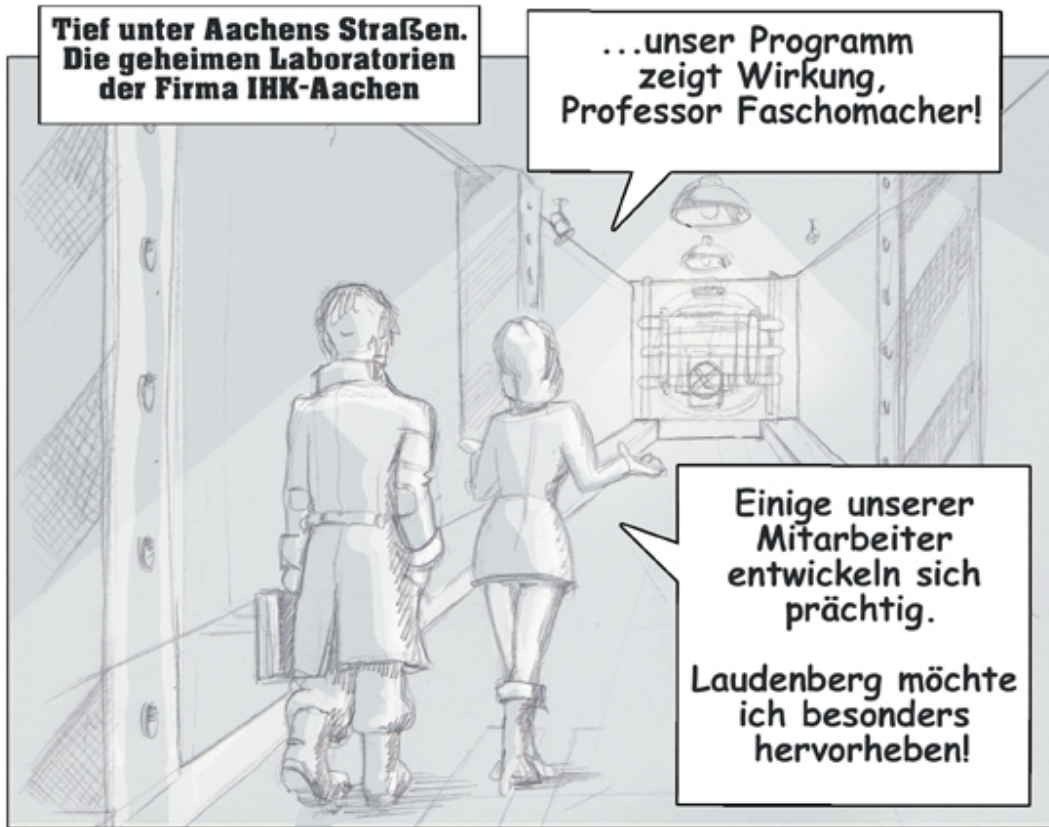 Tief unter Aachens Straßen.
Die geheimen Laboratorien
der Firma IHK-Aachen
...unser Programm
zeigt Wirkung,
Professor Faschomacher!
Einige unserer
Mitarbeiter
entwickeln sich
prächtig.
Laudenberg möchte
ich besonders
hervorheben!